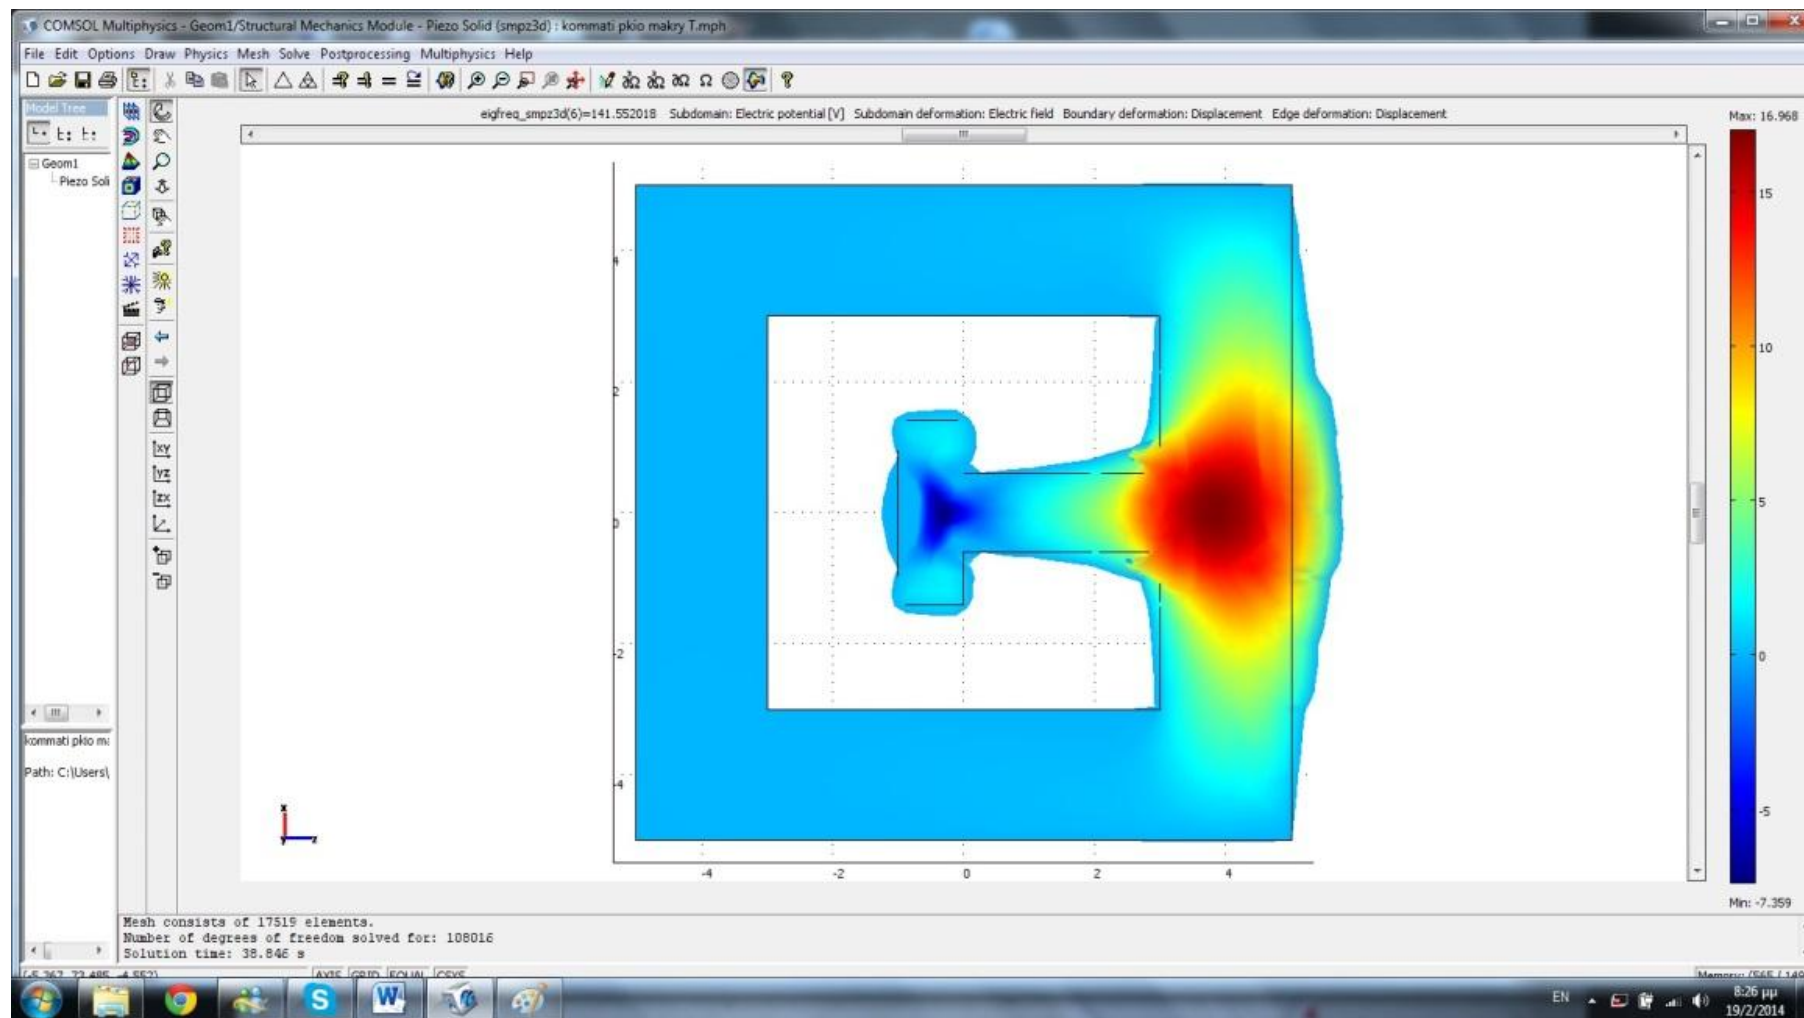 COMSOL Multiphysics - Geom1/Structural Mechanics Module - Piezo Solid (smpz3d) : kommati pkio makry T.mph
File Edit Options Draw Physics Mesh Solve Postprocessing Multiphysics Help
Model Tree
eigfreq_smpz3d(6)=141.552018 Subdomain: Electric potential [V] Subdomain deformation: Electric field Boundary deformation: Displacement Edge deformation: Displacement
Max: 16.968
Geom1
Piezo Soli
15
10
5
0
-5
Min: -7.359
4
2
0
-2
-4
-4 -2 0 2 4
x
y z
xy
yz
zx
kommati pkio ma
Path: C:\Users\
Mesh consists of 17519 elements.
Number of degrees of freedom solved for: 108016
Solution time: 38.846 s
AXIS GRID EQUAL CSYS
EN
8:26 μμ
19/2/2014